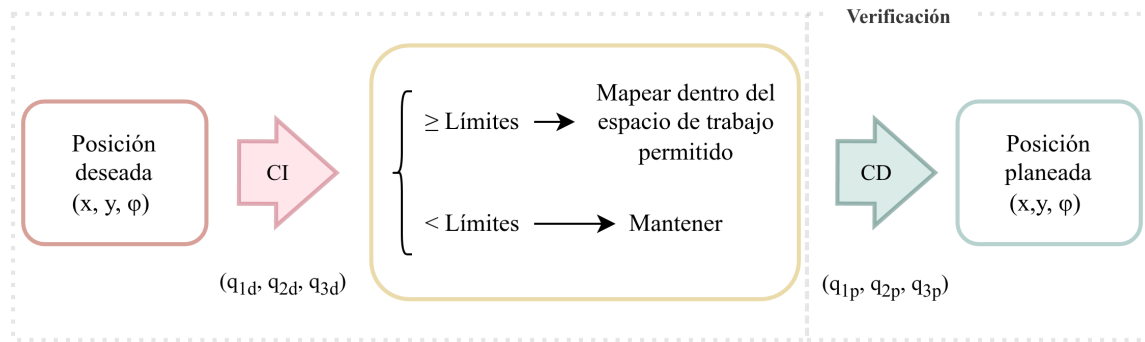 Verificación
Posición
deseada
(x, y, φ)
CI
(q1d, q2d, q3d)
≥ Límites
Mapear dentro del
espacio de trabajo
permitido
< Límites
Mantener
CD
(q1p, q2p, q3p)
Posición
planeada
(x,y, φ)